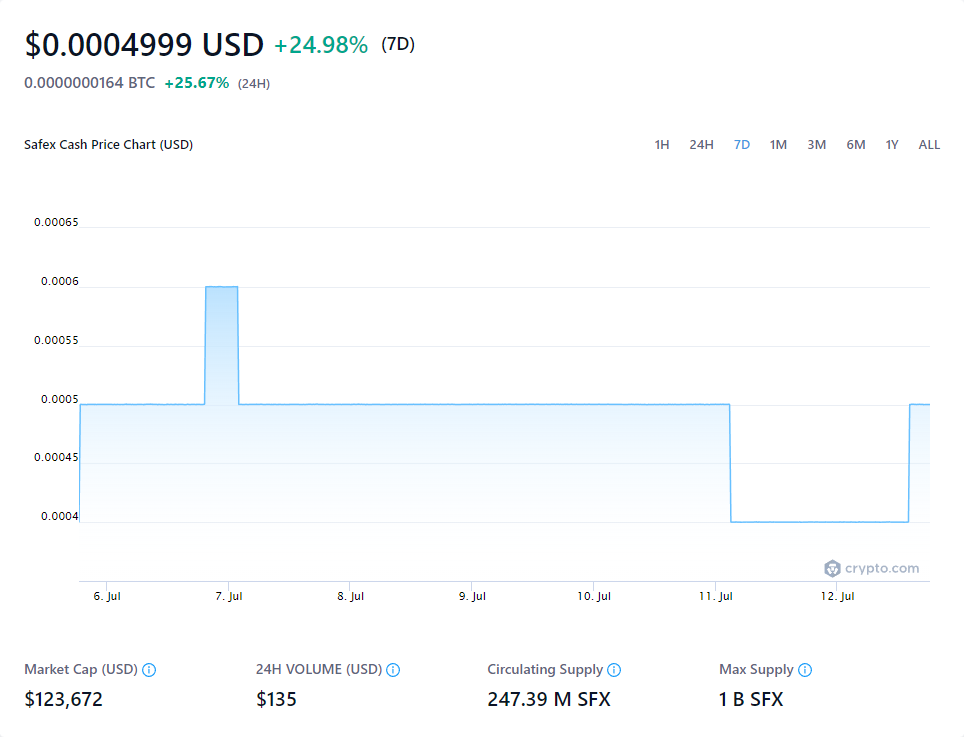 $0.0004999 USD +24.98% (7D)
0.0000000164 BTC +25.67% (24H)
Safex Cash Price Chart (USD) 1H 24H 7D 1M 3M 6M 1Y ALL
0.00065
0.0006
0.00055
0.0005
0.00045
0.0004
crypto.com
6. Jul 7. Jul 8. Jul 9. Jul 10. Jul 11. Jul 12. Jul
Market Cap (USD) 24H VOLUME (USD) Circulating Supply Max Supply
$123,672 $135 247.39 M SFX 1 B SFX